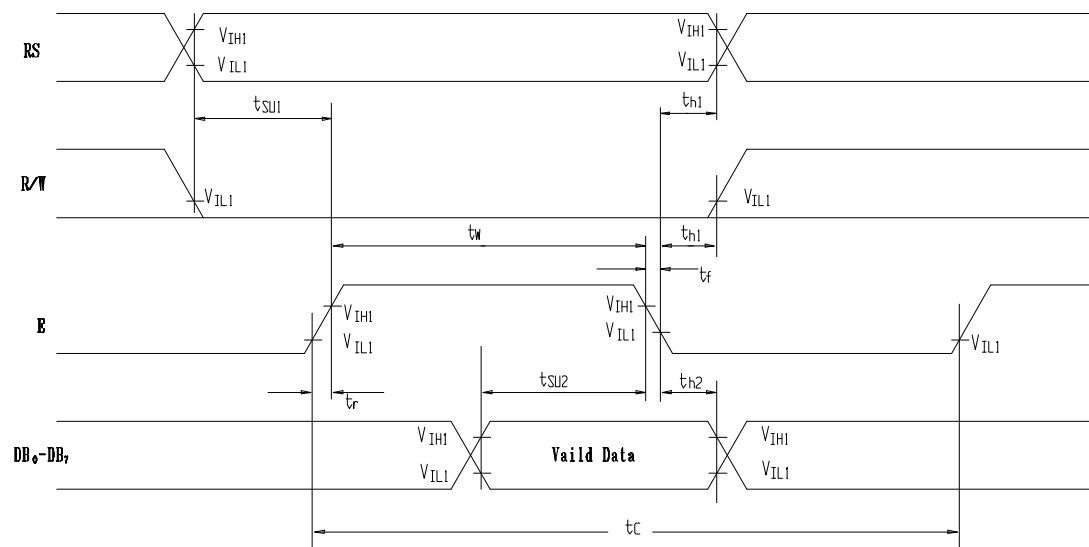 RS
VIH1
VIL1
VIH1
VIL1
tSU1
th1
R/W
VIL1
VIL1
tW
th1
tf
E
VIH1
VIL1
VIH1
VIL1
VIL1
tr
tSU2
th2
DB0-DB7
VIH1
VIL1
Vaild Data
VIH1
VIL1
tC